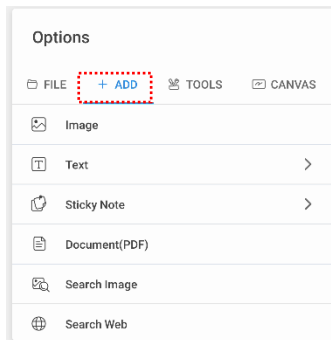 Options
FILE + ADD TOOLS CANVAS
Image
Text
Sticky Note
Document(PDF)
Search Image
Search Web